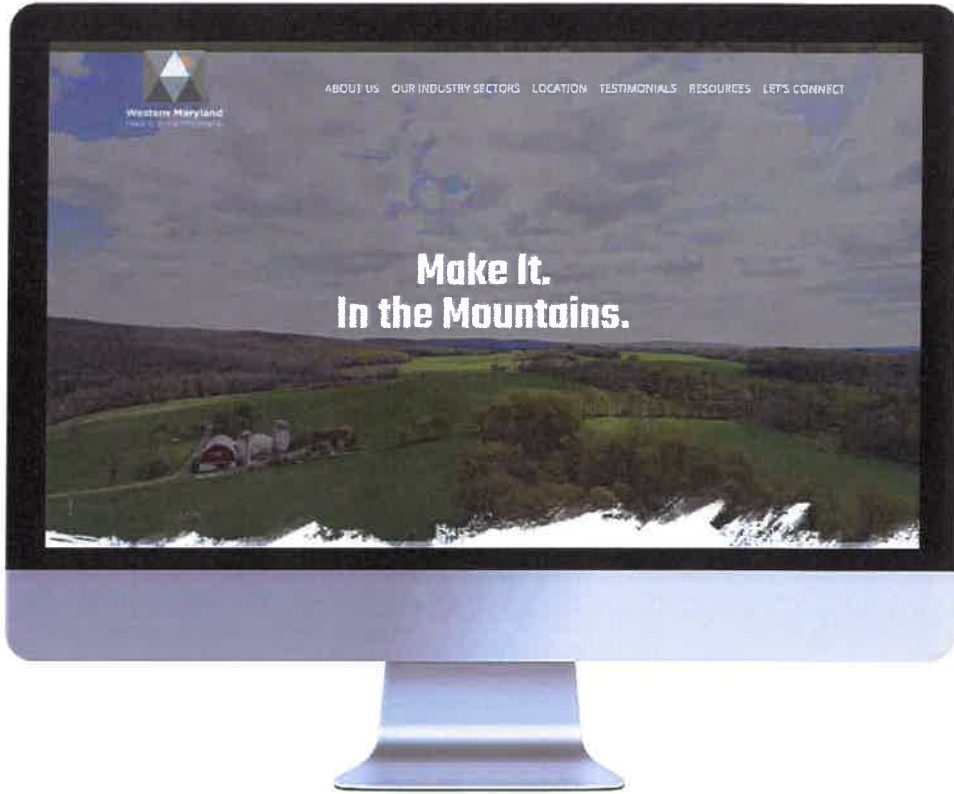 ABOUT US OUR INDUSTRY SECTORS LOCATION TESTIMONIALS RESOURCES LET'S CONNECT
Western Maryland
Make It.
In the Mountains.